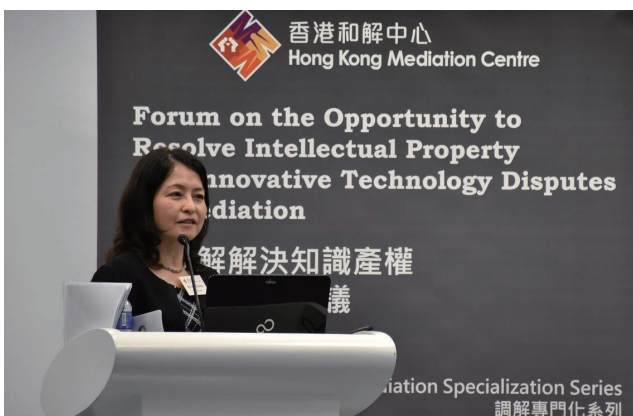 香港和解中心
Hong Kong Mediation Centre
Forum on the Opportunity to
Resolve Intellectual Property
nnovative Technology Disputes
ediation
解解決知識產權
議
iation Specialization Series
調解專門化系列
FUJITSU